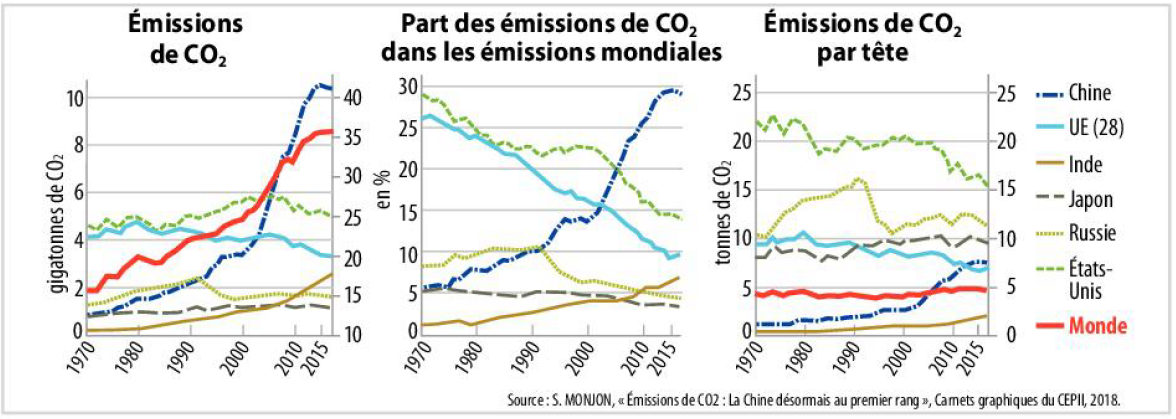 Émissions
de CO₂
gigatonnes de CO₂
10
8
6
4
2
0
40
35
30
25
20
15
10
1970
1980
1990
2000
2010
2015
Part des émissions de CO₂
dans les émissions mondiales
en %
30
25
20
15
10
5
0
1970
1980
1990
2000
2010
2015
Émissions de CO₂
par tête
tonnes de CO₂
25
20
15
10
5
0
25
20
15
10
5
0
1970
1980
1990
2000
2010
2015
Chine
UE (28)
Inde
Japon
Russie
États-
Unis
Monde
Source : S. MONJON, « Émissions de CO2 : La Chine désormais au premier rang », Carnets graphiques du CEPII, 2018.